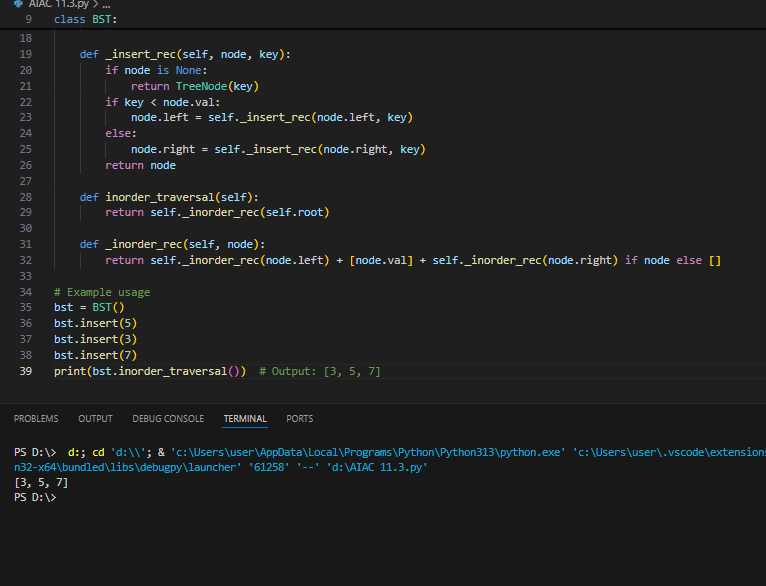 AIAC 11.3.py > ...
9 class BST:
18
19     def _insert_rec(self, node, key):
20         if node is None:
21             return TreeNode(key)
22         if key < node.val:
23             node.left = self._insert_rec(node.left, key)
24         else:
25             node.right = self._insert_rec(node.right, key)
26         return node
27
28     def inorder_traversal(self):
29         return self._inorder_rec(self.root)
30
31     def _inorder_rec(self, node):
32         return self._inorder_rec(node.left) + [node.val] + self._inorder_rec(node.right) if node else []
33
34 # Example usage
35 bst = BST()
36 bst.insert(5)
37 bst.insert(3)
38 bst.insert(7)
39 print(bst.inorder_traversal())  # Output: [3, 5, 7]
PROBLEMS OUTPUT DEBUG CONSOLE TERMINAL PORTS
PS D:\>  d:; cd 'd:\\'; & 'c:\Users\user\AppData\Local\Programs\Python\Python313\python.exe' 'c:\Users\user\.vscode\extensions
n32-x64\bundled\libs\debugpy\launcher' '61258' '--' 'd:\AIAC 11.3.py'
[3, 5, 7]
PS D:\>